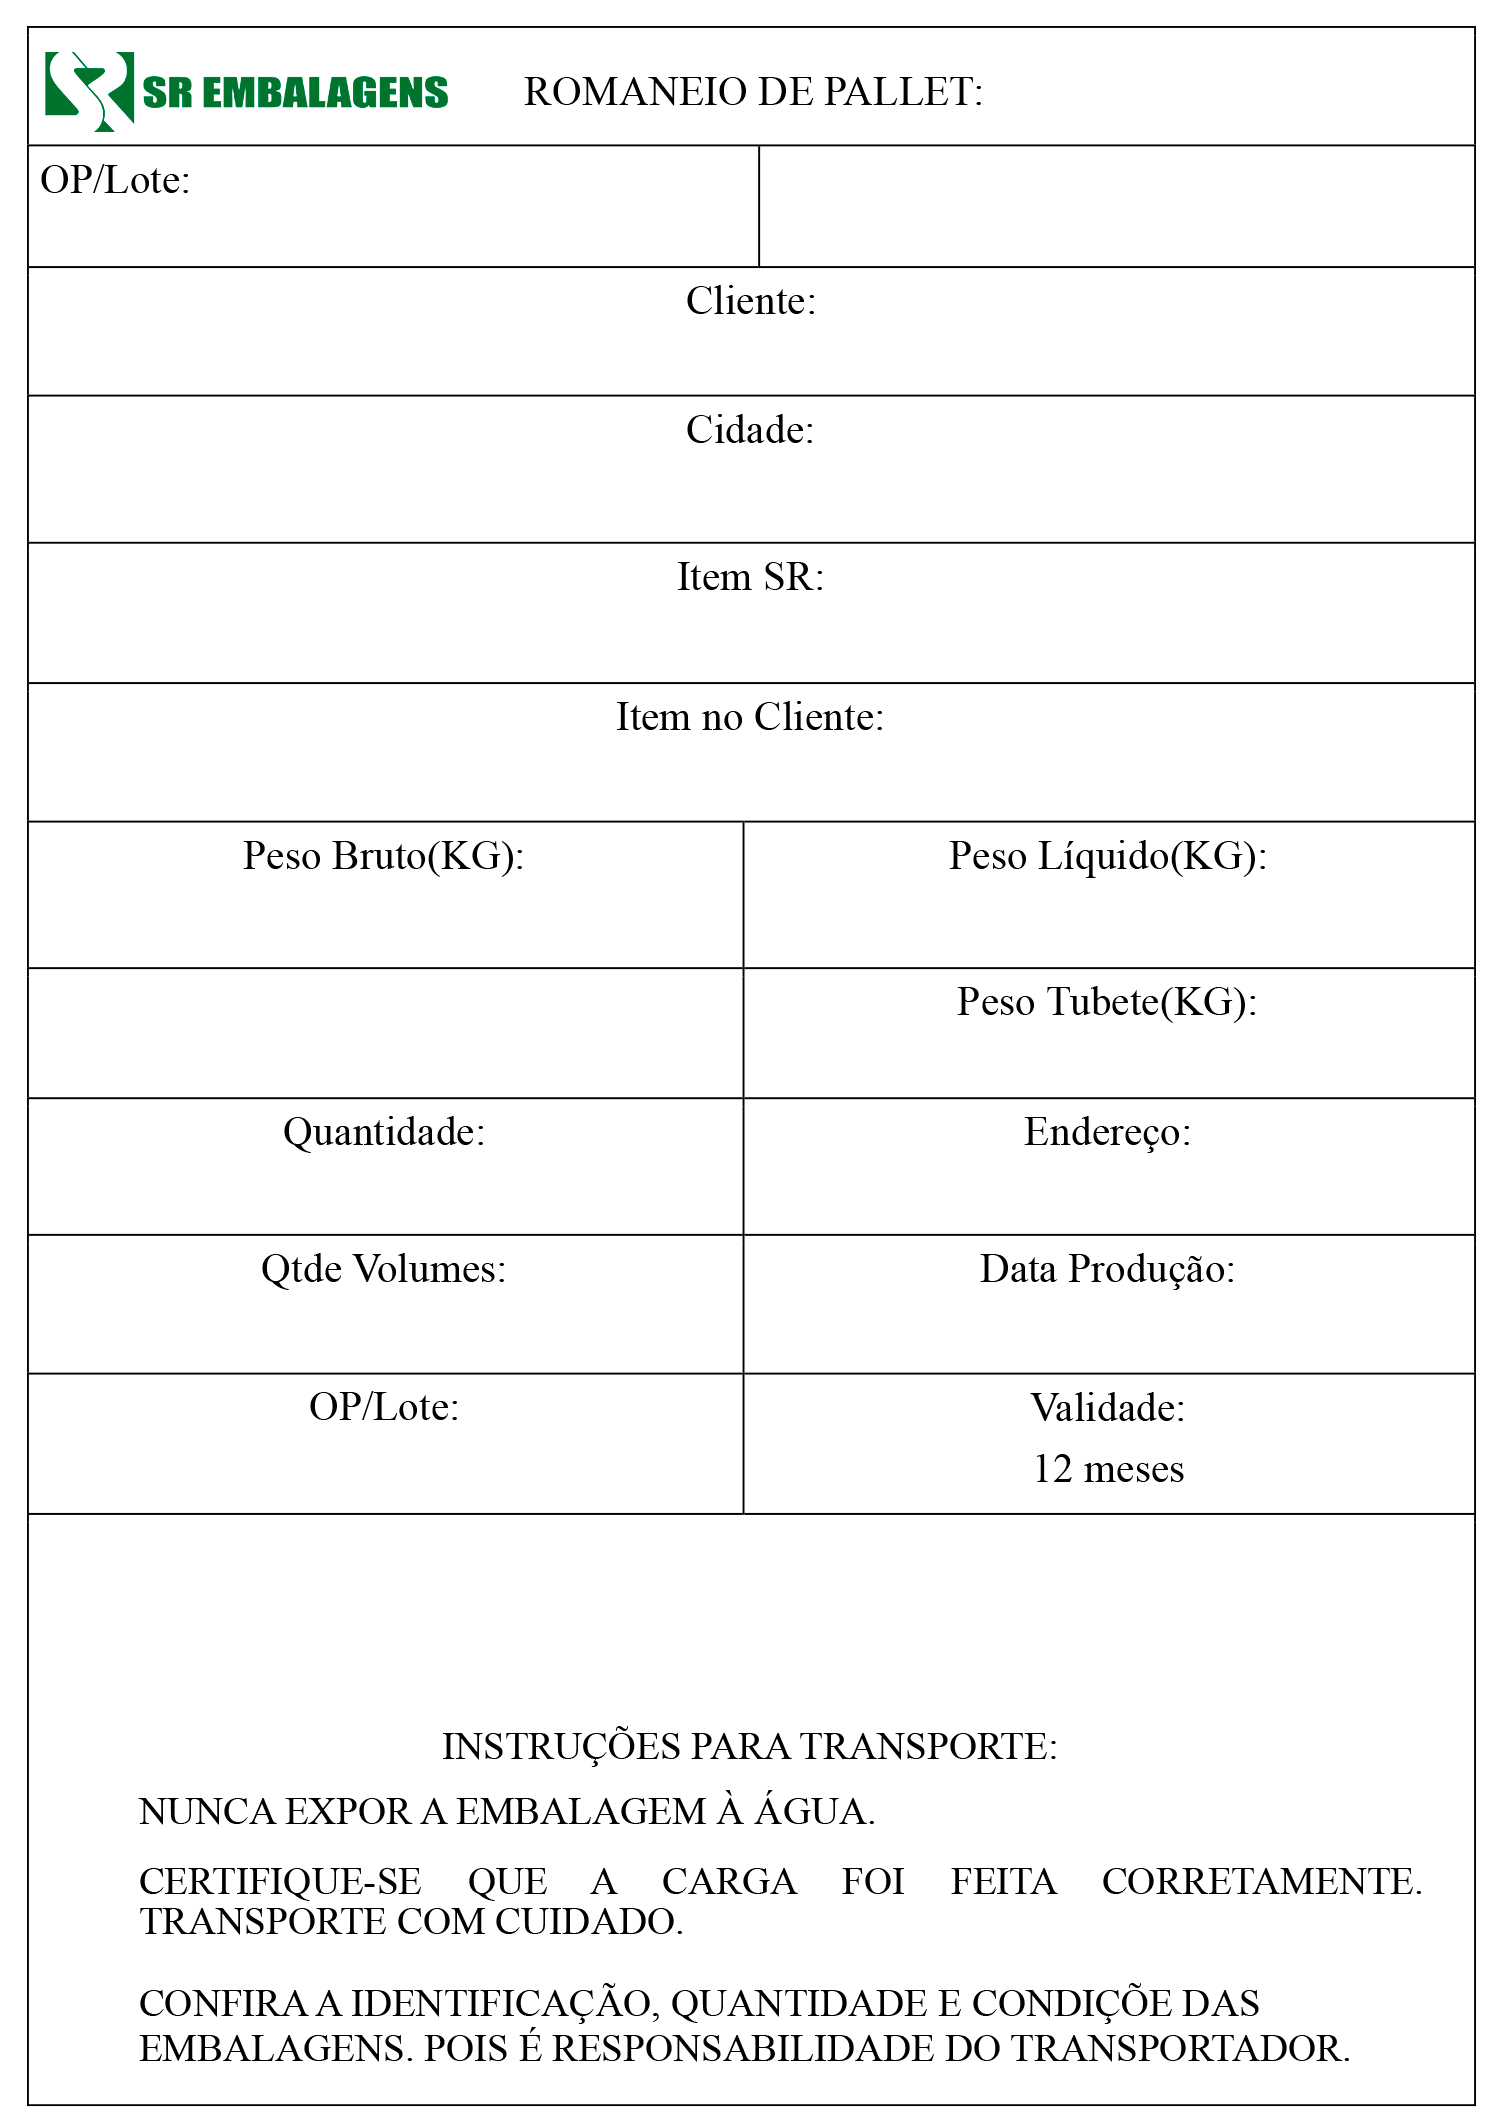 SR EMBALAGENS
ROMANEIO DE PALLET:
OP/Lote:
Cliente:
Cidade:
Item SR:
Item no Cliente:
Peso Bruto(KG):
Peso Líquido(KG):
Peso Tubete(KG):
Quantidade:
Endereço:
Qtde Volumes:
Data Produção:
OP/Lote:
Validade:
12 meses
INSTRUÇÕES PARA TRANSPORTE:
NUNCA EXPOR A EMBALAGEM À ÁGUA.
CERTIFIQUE-SE QUE A CARGA FOI FEITA CORRETAMENTE.
TRANSPORTE COM CUIDADO.
CONFIRA A IDENTIFICAÇÃO, QUANTIDADE E CONDIÇÕE DAS
EMBALAGENS. POIS É RESPONSABILIDADE DO TRANSPORTADOR.